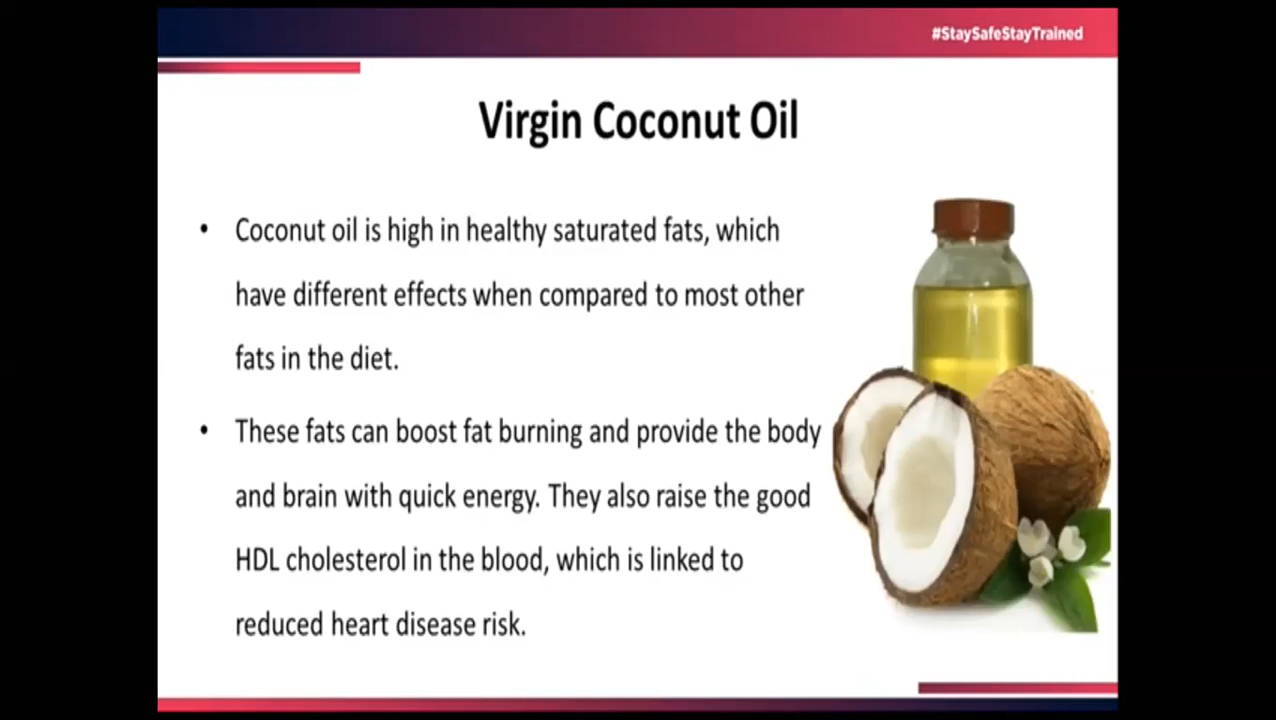 #StaySafeStayTrained
Virgin Coconut Oil
• Coconut oil is high in healthy saturated fats, which
have different effects when compared to most other
fats in the diet.
• These fats can boost fat burning and provide the body
and brain with quick energy. They also raise the good
HDL cholesterol in the blood, which is linked to
reduced heart disease risk.